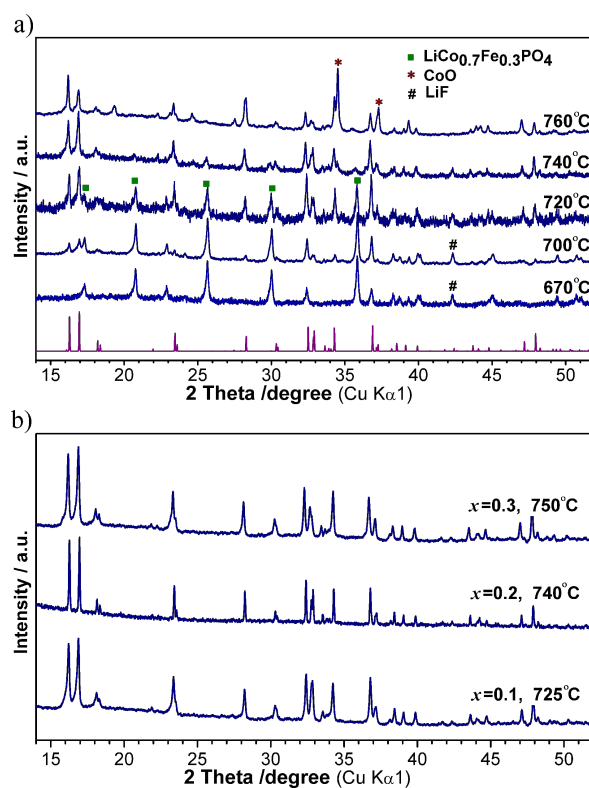 a)
■ LiCo0.7Fe0.3PO4
* CoO
# LiF
760°C
740°C
720°C
700°C
#
670°C
#
Intensity / a.u.
15 20 25 30 35 40 45 50
2 Theta /degree (Cu Kα1)
b)
x=0.3, 750°C
x=0.2, 740°C
x=0.1, 725°C
Intensity / a.u.
15 20 25 30 35 40 45 50
2 Theta /degree (Cu Kα1)